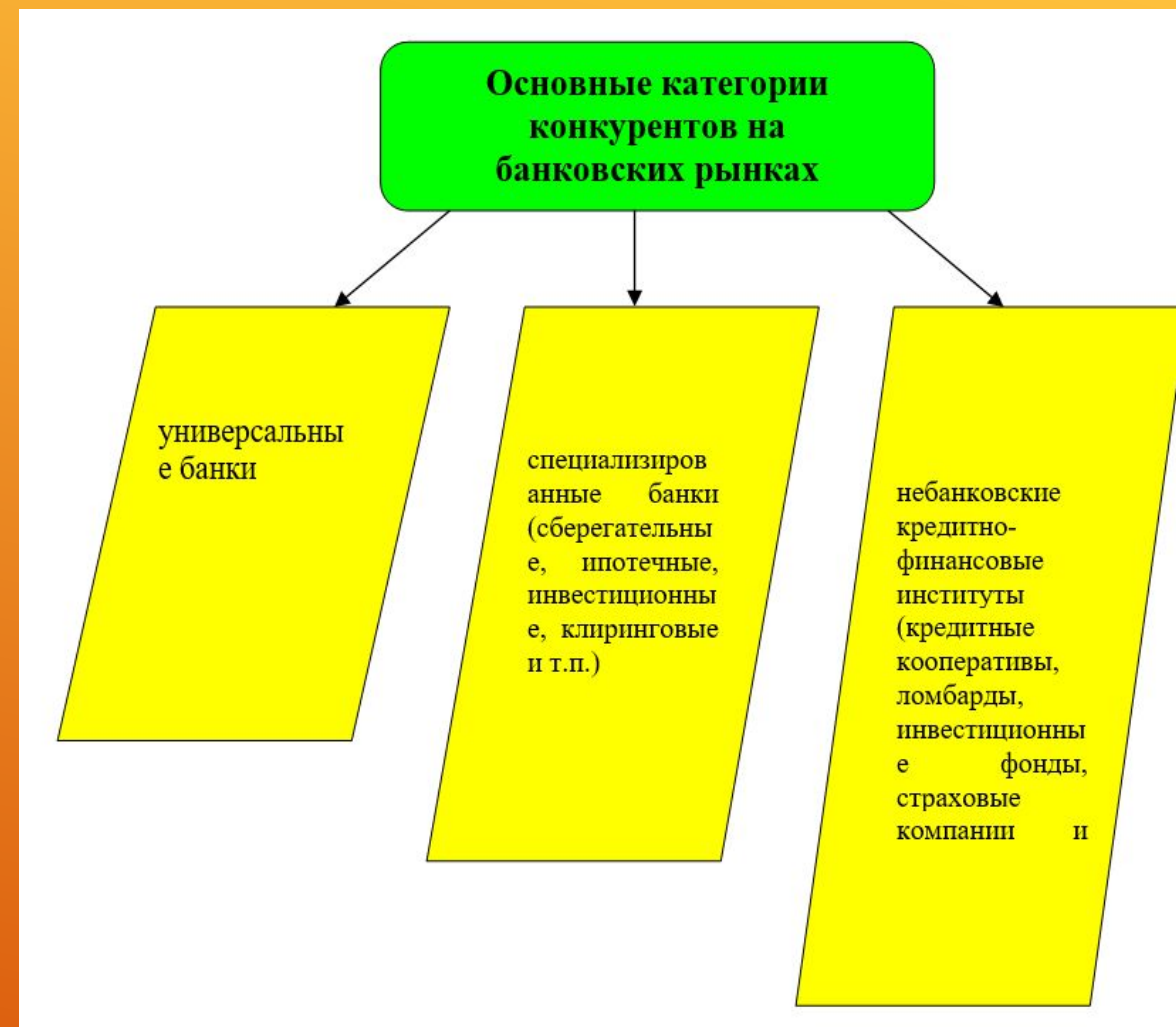 Основные категории
конкурентов на
банковских рынках
универсальны
е банки
специализиров
анные банки
(сберегательны
е, ипотечные,
инвестиционны
е, клиринговые
и т.п.)
небанковские
кредитно-
финансовые
институты
(кредитные
кооперативы,
ломбарды,
инвестиционны
е фонды,
страховые
компании и